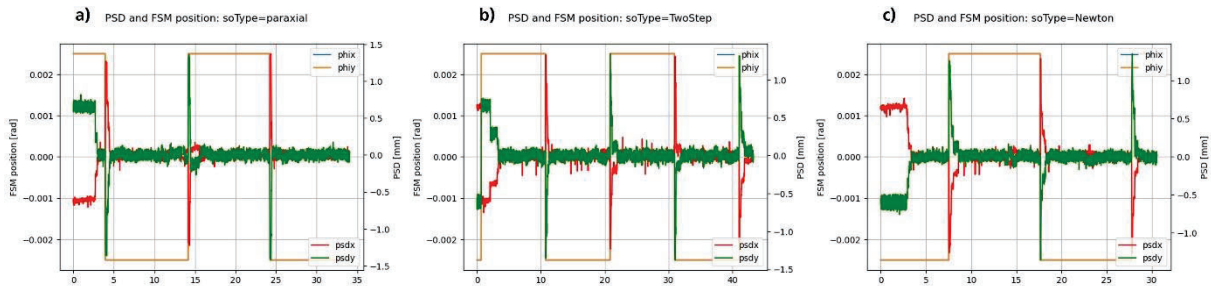 a) PSD and FSM position: soType=paraxial
phix
phiy
psdx
psdy
FSM position [rad]
0.002
0.001
0.000
−0.001
−0.002
PSD [mm]
1.5
1.0
0.5
0.0
−0.5
−1.0
−1.5
0 5 10 15 20 25 30 35
b) PSD and FSM position: soType=TwoStep
phix
phiy
psdx
psdy
FSM position [rad]
0.002
0.001
0.000
−0.001
−0.002
PSD [mm]
1.0
0.5
0.0
−0.5
−1.0
−1.5
0 10 20 30 40
c) PSD and FSM position: soType=Newton
phix
phiy
psdx
psdy
FSM position [rad]
0.002
0.001
0.000
−0.001
−0.002
PSD [mm]
1.0
0.5
0.0
−0.5
−1.0
0 5 10 15 20 25 30